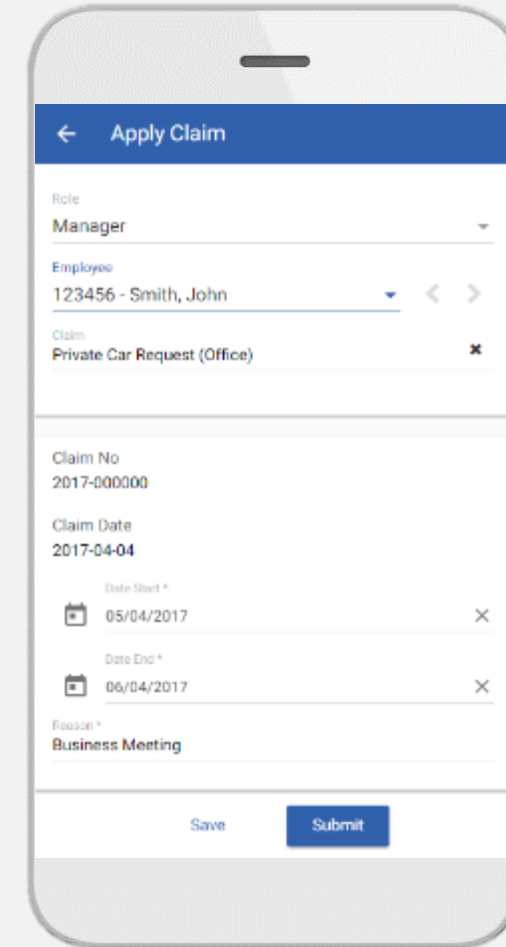 Apply Claim
Role
Manager
Employee
123456 - Smith, John
Claim
Private Car Request (Office)
Claim No
2017-000000
Claim Date
2017-04-04
Date Start *
05/04/2017
Date End *
06/04/2017
Reason *
Business Meeting
Save Submit